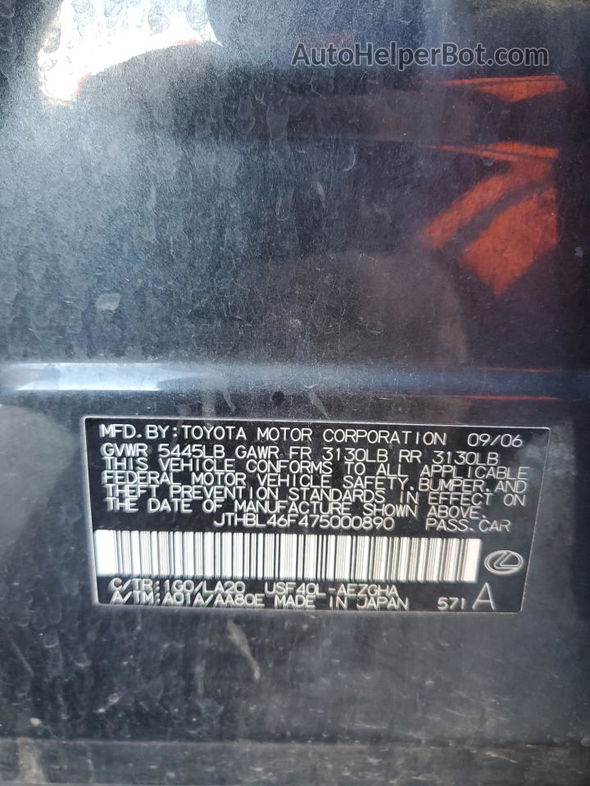 AutoHelperBot.com
MFD.BY:TOYOTA MOTOR CORPORATION 09/06
GVWR 5445LB GAWR FR 3130LB RR 3130LB
THIS VEHICLE CONFORMS TO ALL APPLICABLE
FEDERAL MOTOR VEHICLE SAFETY,BUMPER,AND
THEFT PREVENTION STANDARDS IN EFFECT ON
THE DATE OF MANUFACTURE SHOWN ABOVE.
JTHBL46F475000890 PASS.CAR
C/TR:1G0/LA20 USF40L-AEZGHA
A/TM:A01A/AA80E MADE IN JAPAN 571 A